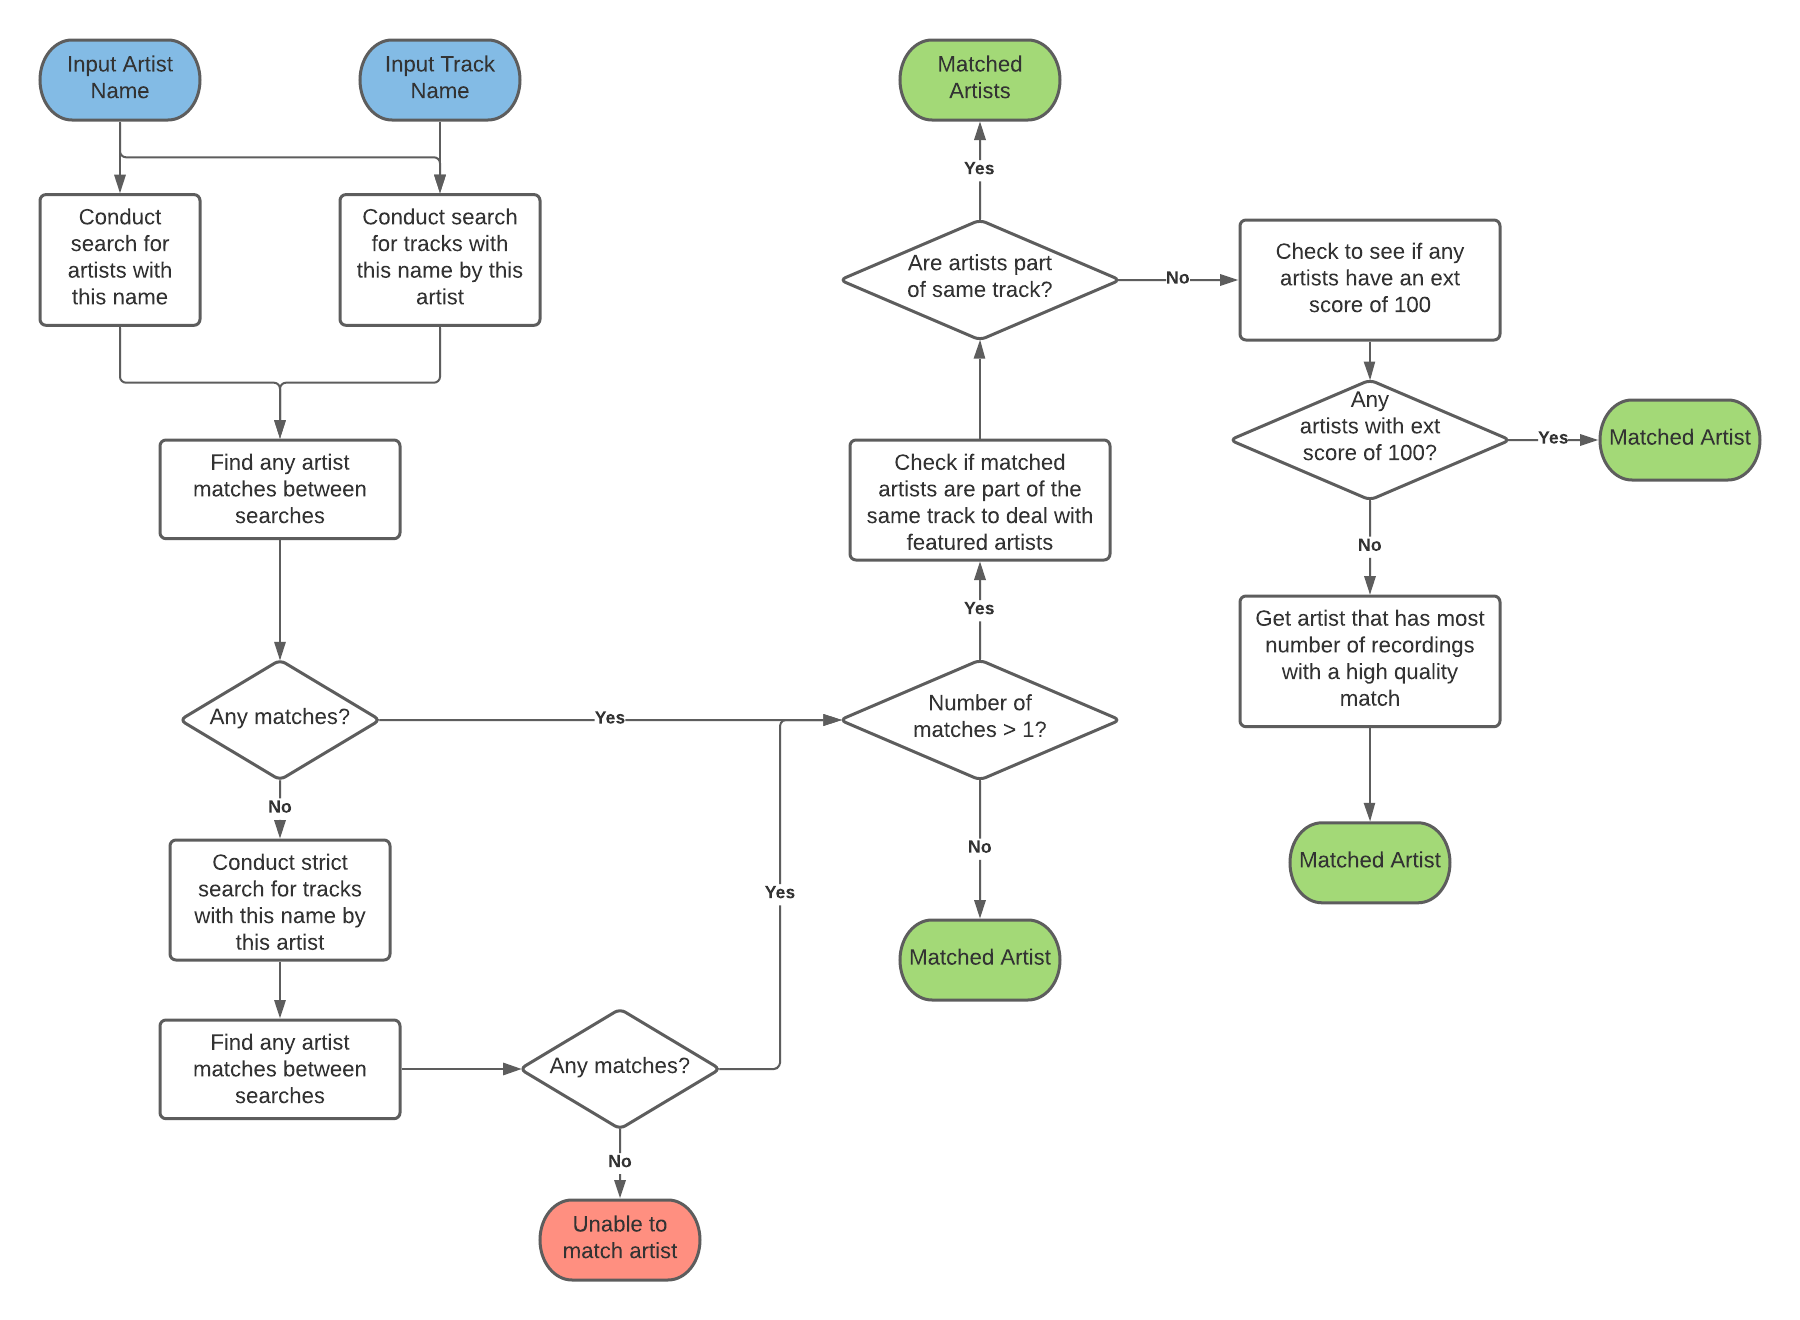 Input Artist
Name
Input Track
Name
Conduct
search for
artists with
this name
Conduct search
for tracks with
this name by this
artist
Find any artist
matches between
searches
Any matches?
Yes
No
Conduct strict
search for tracks
with this name by
this artist
Find any artist
matches between
searches
Any matches?
Yes
No
Unable to
match artist
Number of
matches > 1?
No
Matched Artist
Yes
Check if matched
artists are part of the
same track to deal with
featured artists
Are artists part
of same track?
Yes
Matched
Artists
No
Check to see if any
artists have an ext
score of 100
Any
artists with ext
score of 100?
Yes
Matched Artist
No
Get artist that has most
number of recordings
with a high quality
match
Matched Artist